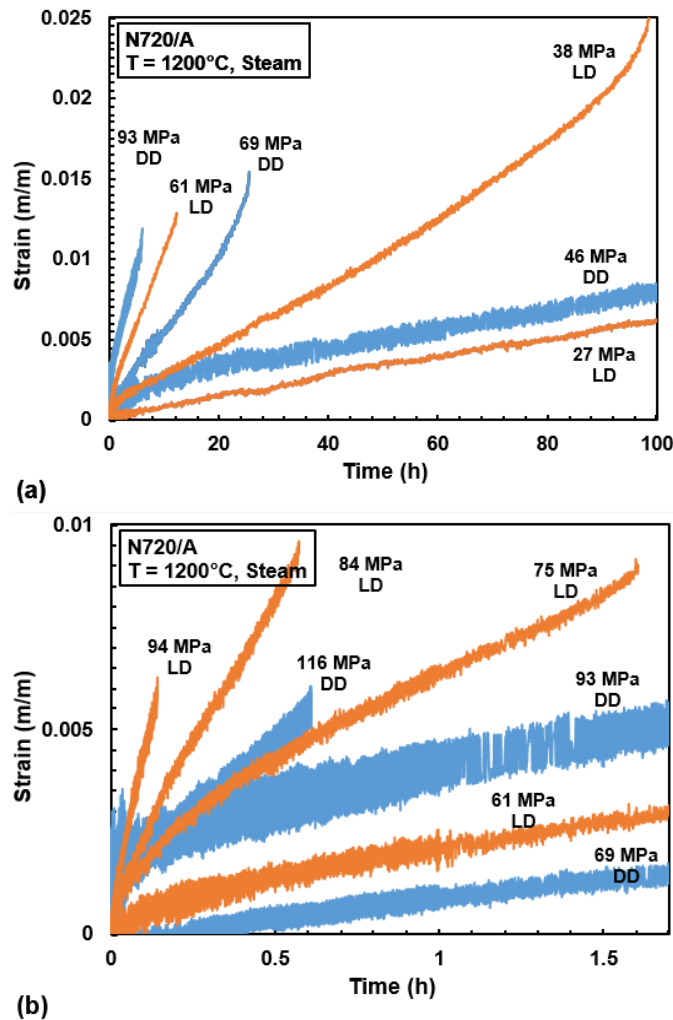 0.025
N720/A
T = 1200°C, Steam
38 MPa
LD
0.02
93 MPa
DD
69 MPa
DD
0.015
61 MPa
LD
Strain (m/m)
0.01
46 MPa
DD
0.005
27 MPa
LD
0
0
20
40
60
80
100
Time (h)
(a)
0.01
N720/A
T = 1200°C, Steam
84 MPa
LD
75 MPa
LD
94 MPa
LD
116 MPa
DD
93 MPa
DD
Strain (m/m)
0.005
61 MPa
LD
69 MPa
DD
0
0
0.5
1
1.5
Time (h)
(b)